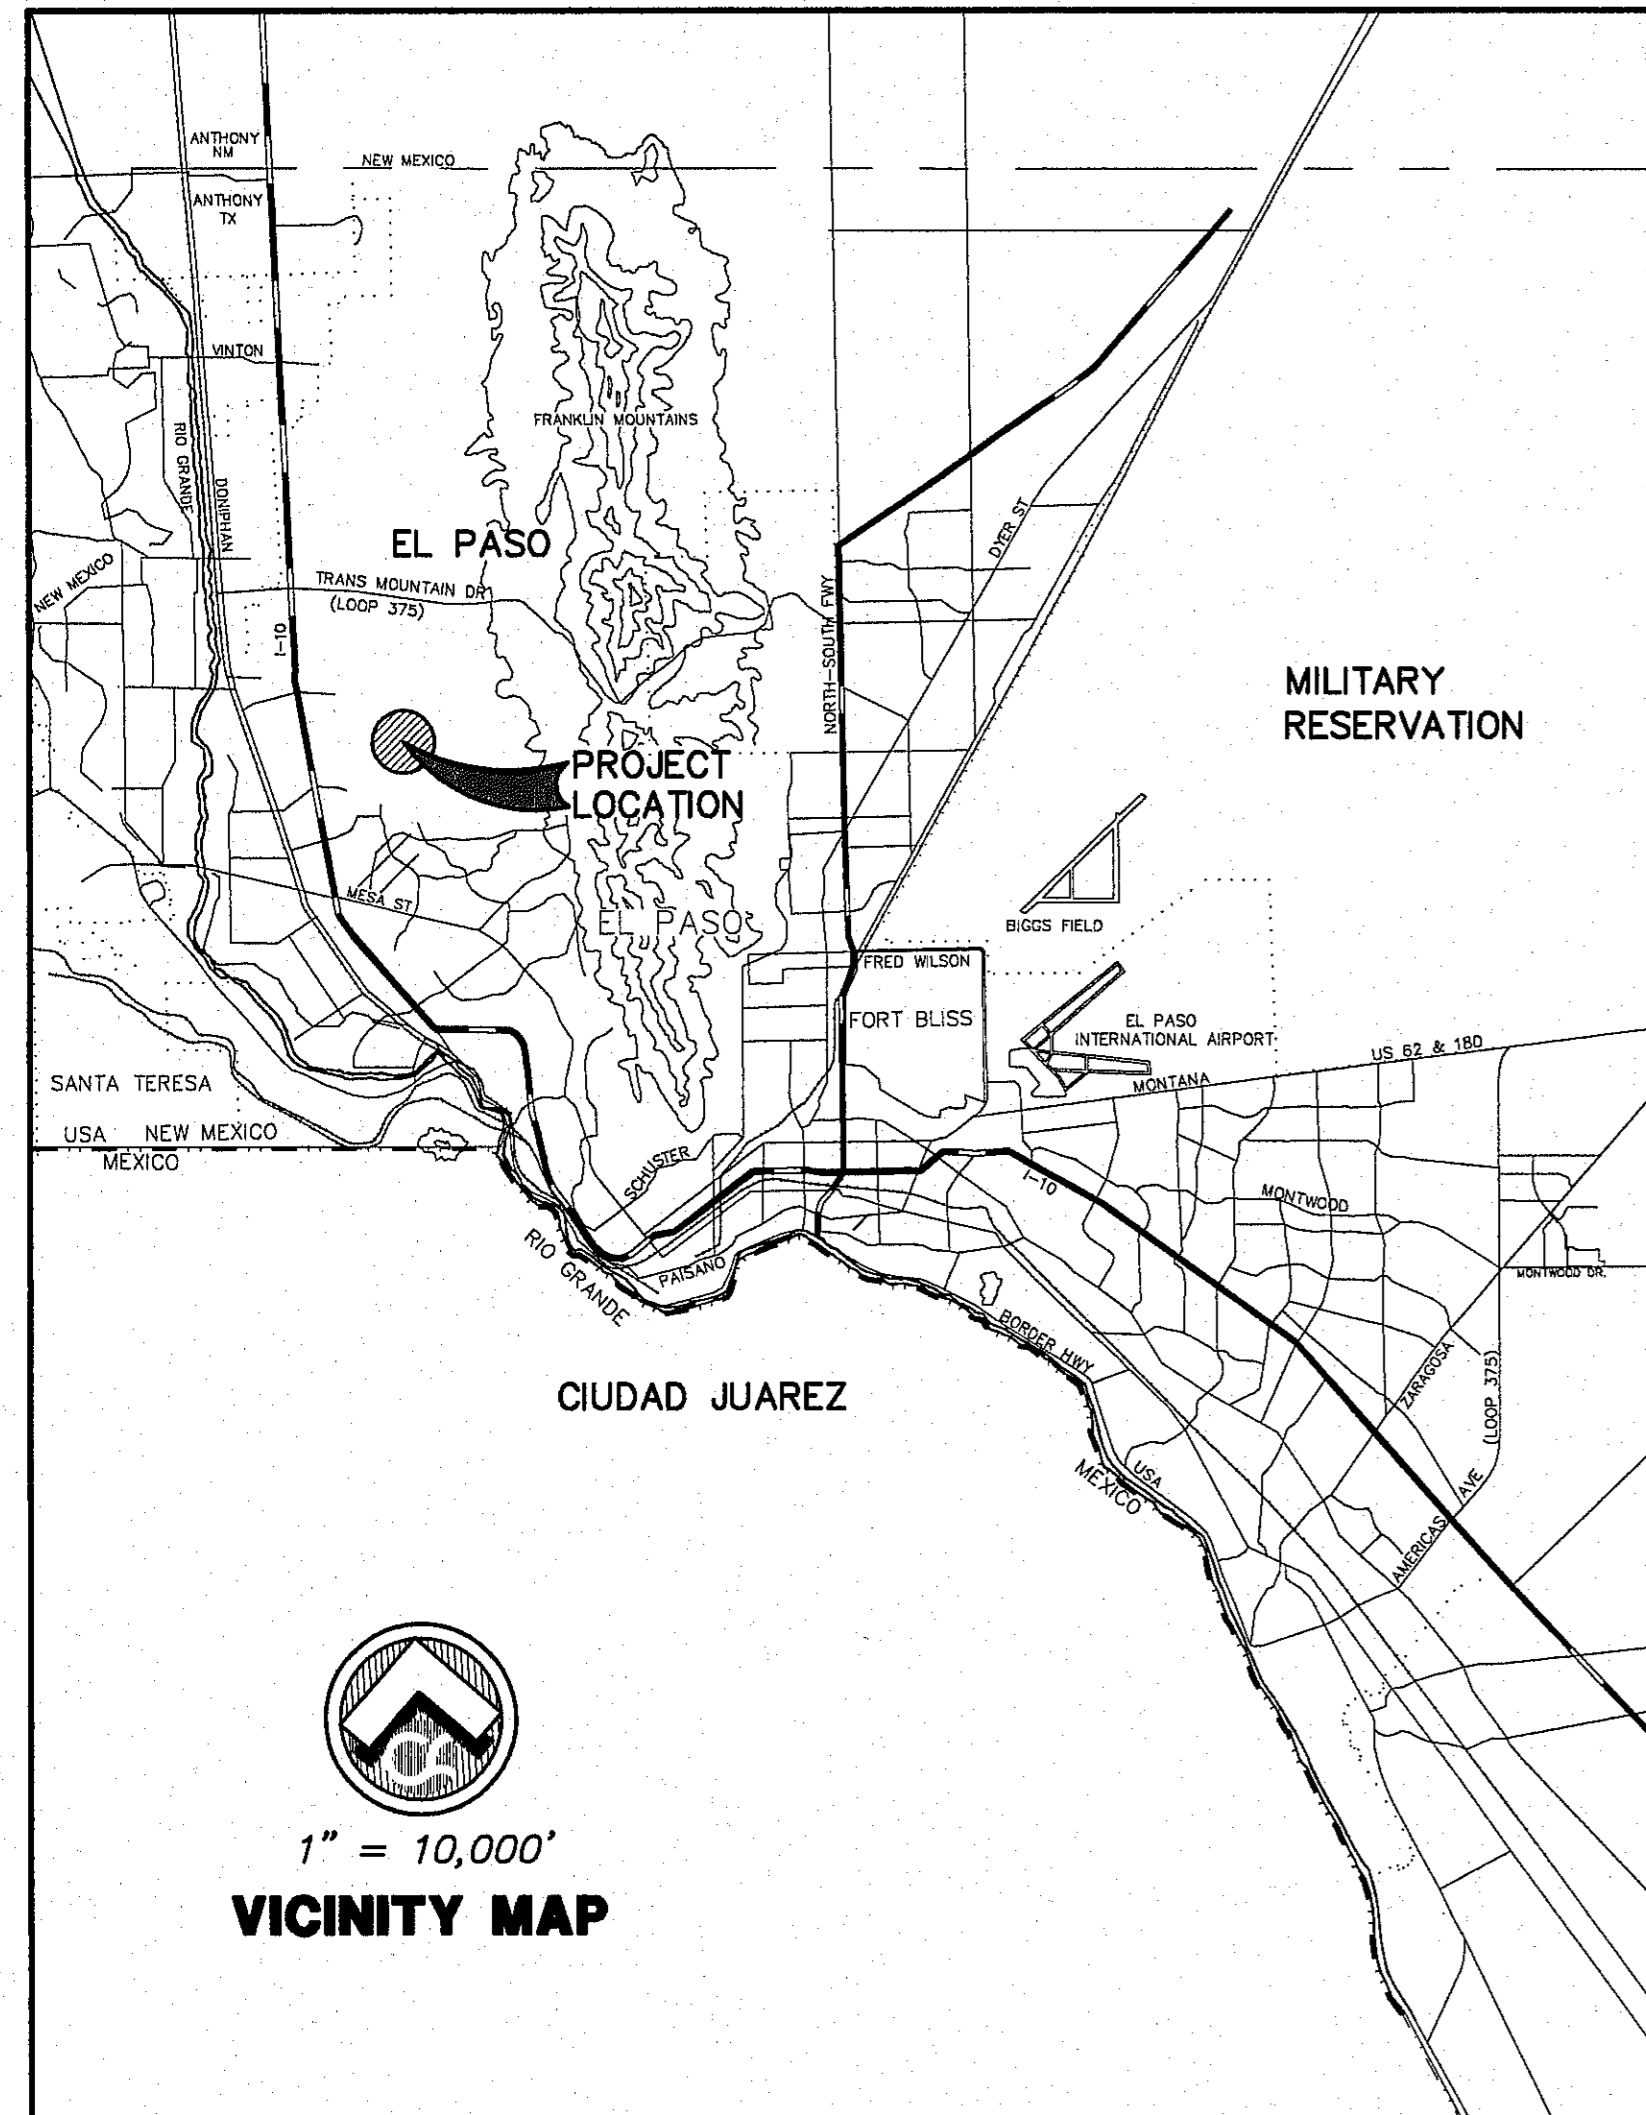 ANTHONY
NM
NEW MEXICO
ANTHONY
TX
VINTON
FRANKLIN MOUNTAINS
RIO GRANDE
DONIPHAN
EL PASO
DYER ST
NEW MEXICO
TRANS MOUNTAIN DR
(LOOP 375)
I-10
NORTH-SOUTH FWY
MILITARY
RESERVATION
PROJECT
LOCATION
MESA ST
EL PASO
BIGGS FIELD
FRED WILSON
FORT BLISS
EL PASO
INTERNATIONAL AIRPORT
US 62 & 180
MONTANA
SANTA TERESA
USA NEW MEXICO
MEXICO
SCHUSTER
I-10
MONTWOOD
RIO GRANDE
PAISANO
MONTWOOD DR.
BORDER HWY
ZARAGOSA
(LOOP 375)
CIUDAD JUAREZ
USA
MEXICO
AMERICAS AVE
1" = 10,000'
VICINITY MAP